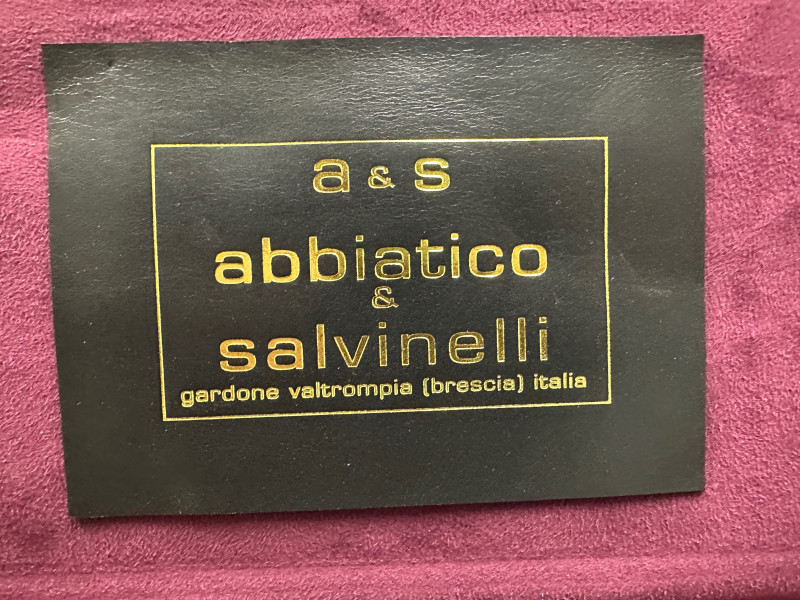 a & s
abbiatico
&
salvinelli
gardone valtrompia (brescia) italia